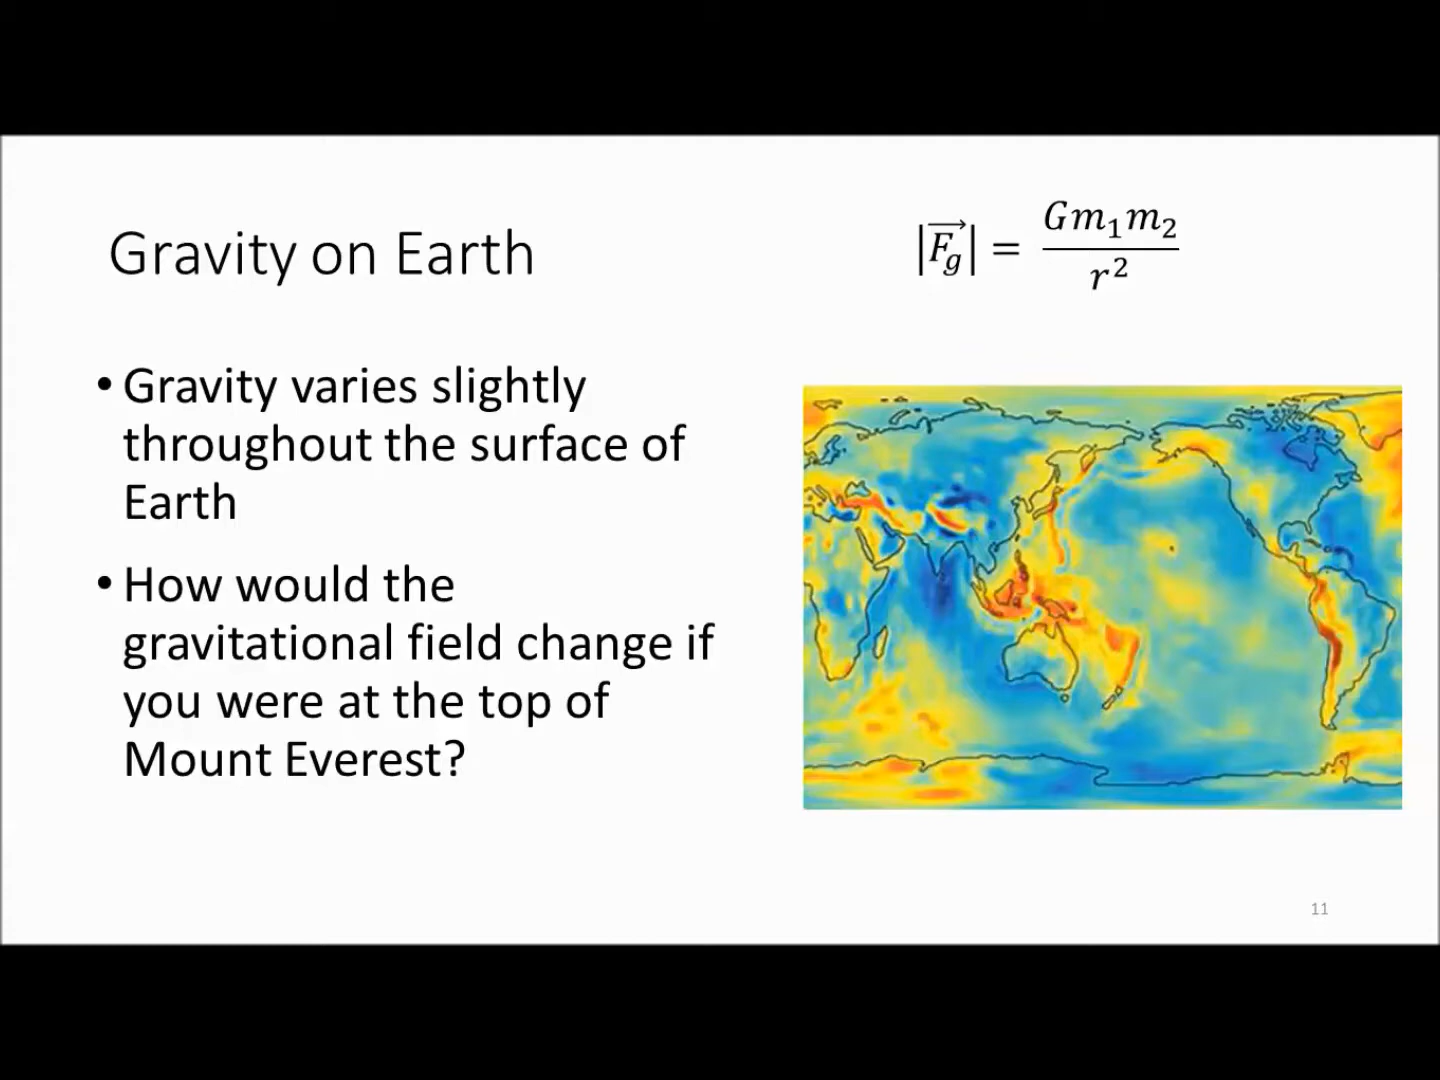 Gravity on Earth
|F⃗_g| = Gm₁m₂ / r²
• Gravity varies slightly
throughout the surface of
Earth
• How would the
gravitational field change if
you were at the top of
Mount Everest?
11